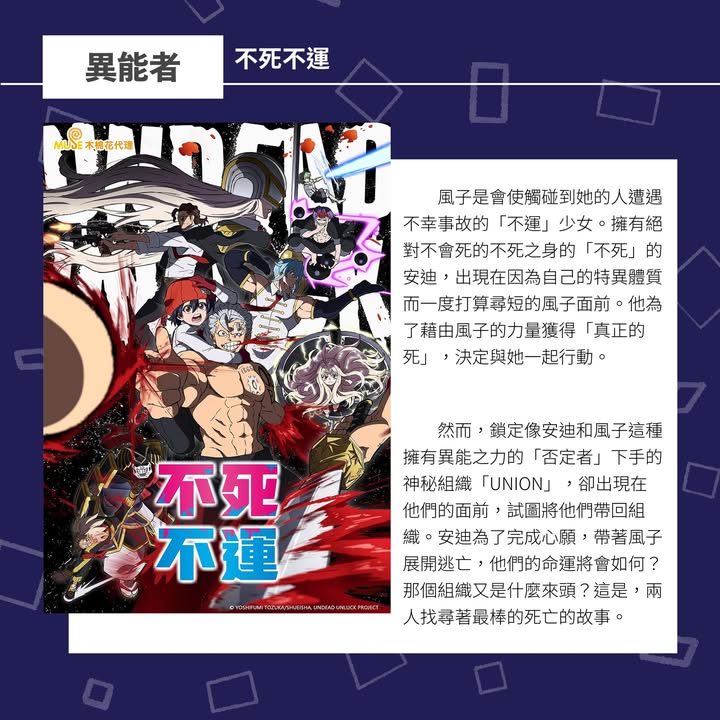 異能者
不死不運
MUSE 木棉花代理
UNDEAD
不死
不運
© YOSHIFUMI TOZUKA/SHUEISHA, UNDEAD UNLUCK PROJECT
風子是會使觸碰到她的人遭遇
不幸事故的「不運」少女。擁有絕
對不會死的不死之身的「不死」的
安迪，出現在因為自己的特異體質
而一度打算尋短的風子面前。他為
了藉由風子的力量獲得「真正的
死」，決定與她一起行動。
然而，鎖定像安迪和風子這種
擁有異能之力的「否定者」下手的
神秘組織「UNION」，卻出現在
他們的面前，試圖將他們帶回組
織。安迪為了完成心願，帶著風子
展開逃亡，他們的命運將會如何？
那個組織又是什麼來頭？這是，兩
人找尋著最棒的死亡的故事。